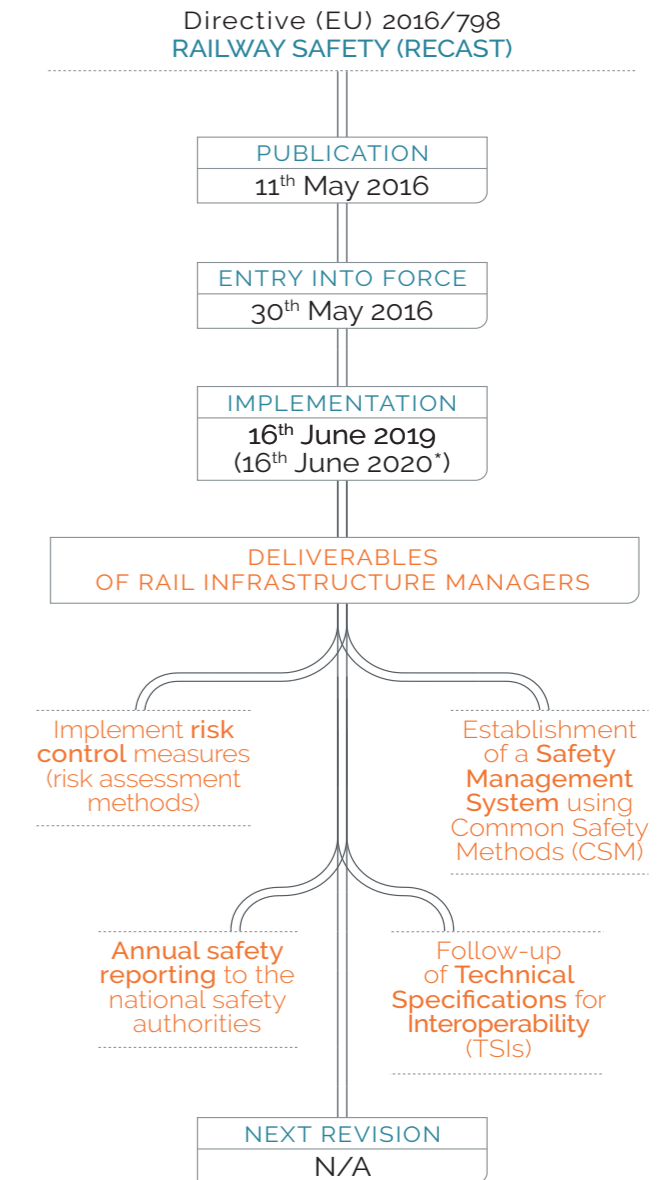 Directive (EU) 2016/798
RAILWAY SAFETY (RECAST)
PUBLICATION
11th May 2016
ENTRY INTO FORCE
30th May 2016
IMPLEMENTATION
16th June 2019
(16th June 2020*)
DELIVERABLES
OF RAIL INFRASTRUCTURE MANAGERS
Implement risk
control measures
(risk assessment
methods)
Establishment
of a Safety
Management
System using
Common Safety
Methods (CSM)
Annual safety
reporting to the
national safety
authorities
Follow-up
of Technical
Specifications for
Interoperability
(TSIs)
NEXT REVISION
N/A